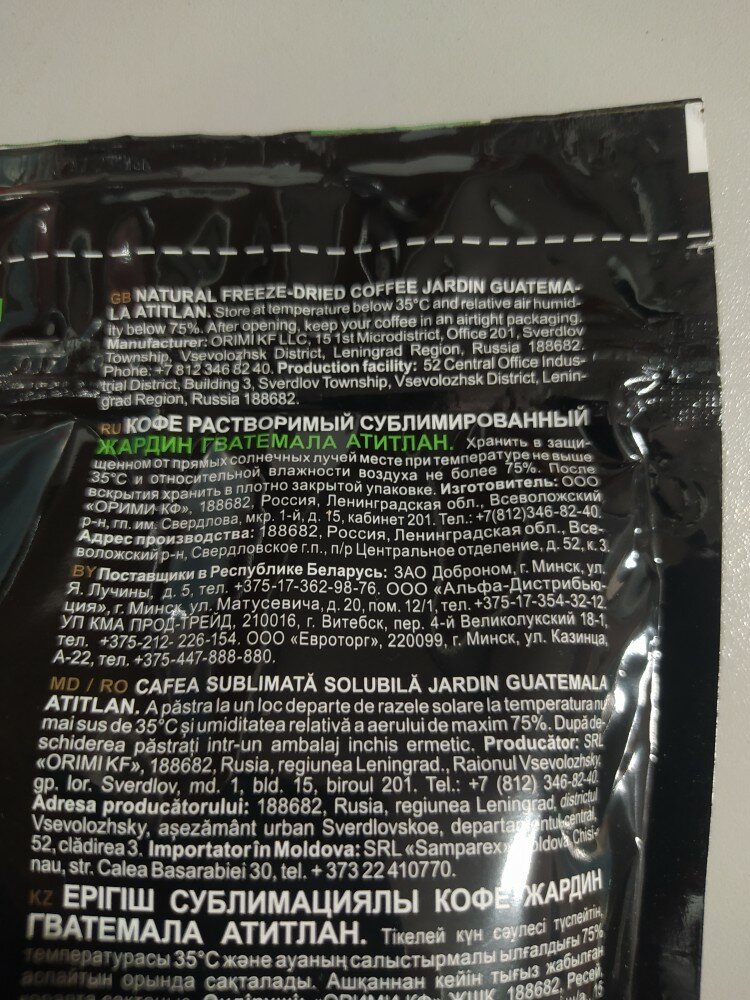 GB NATURAL FREEZE-DRIED COFFEE JARDIN GUATEMA-
LA ATITLAN. Store at temperature below 35°C and relative air humid-
ity below 75%. After opening, keep your coffee in an airtight packaging.
Manufacturer: ORIMI KF LLC, 15 1st Microdistrict, Office 201, Sverdlov
Township, Vsevolozhsk District, Leningrad Region, Russia 188682.
Phone: +7 812 346 82 40. Production facility: 52 Central Office Indus-
trial District, Building 3, Sverdlov Township, Vsevolozhsk District, Lenin-
grad Region, Russia 188682.
RU КОФЕ РАСТВОРИМЫЙ СУБЛИМИРОВАННЫЙ
ЖАРДИН ГВАТЕМАЛА АТИТЛАН. Хранить в защи-
щенном от прямых солнечных лучей месте при температуре не выше
35°C и относительной влажности воздуха не более 75%. После
вскрытия хранить в плотно закрытой упаковке. Изготовитель: ООО
«ОРИМИ КФ», 188682, Россия, Ленинградская обл., Всеволожский
р-н, гп. им. Свердлова, мкр. 1-й, д. 15, кабинет 201. Тел.: +7(812)346-82-40.
Адрес производства: 188682, Россия, Ленинградская обл., Все-
воложский р-н, Свердловское г.п., п/р Центральное отделение, д. 52, к.3.
BY Поставщики в Республике Беларусь: ЗАО Доброном, г. Минск, ул.
Я. Лучины, д. 5, тел. +375-17-362-98-76. ООО «Альфа-Дистрибью-
ция», г. Минск, ул. Матусевича, д. 20, пом. 12/1, тел. +375-17-354-32-12.
УП КМА ПРОД-ТРЕЙД, 210016, г. Витебск, пер. 4-й Великолукский 18-1,
тел. +375-212- 226-154. ООО «Евроторг», 220099, г. Минск, ул. Казинца,
А-22, тел. +375-447-888-880.
MD / RO CAFEA SUBLIMATĂ SOLUBILĂ JARDIN GUATEMALA
ATITLAN. A păstra la un loc departe de razele solare la temperatura nu
mai sus de 35°C și umiditatea relativă a aerului de maxim 75%. După de-
schiderea păstrați intr-un ambalaj inchis ermetic. Producător: SRL
«ORIMI KF», 188682, Rusia, regiunea Leningrad., Raionul Vsevolozhsky,
gp. lor. Sverdlov, md. 1, bld. 15, biroul 201. Tel.: +7 (812) 346-82-40.
Adresa producătorului: 188682, Rusia, regiunea Leningrad, districtul
Vsevolozhsky, așezământ urban Sverdlovskoe, departamentul central,
52, clădirea 3. Importator în Moldova: SRL «Samparex» Moldova, Chisi-
nau, str. Calea Basarabiei 30, tel. + 373 22 410770.
KZ ЕРІГІШ СУБЛИМАЦИЯЛЫ КОФЕ ЖАРДИН
ГВАТЕМАЛА АТИТЛАН. Тікелей күн сәулесі түспейтін,
температурасы 35°C және ауаның салыстырмалы ылғалдығы 75%
аспайтын орында сақталады. Ашқаннан кейін тығыз жабылған
«ОРИМИ КФ» ЖШҚ, 188682, Ресей,